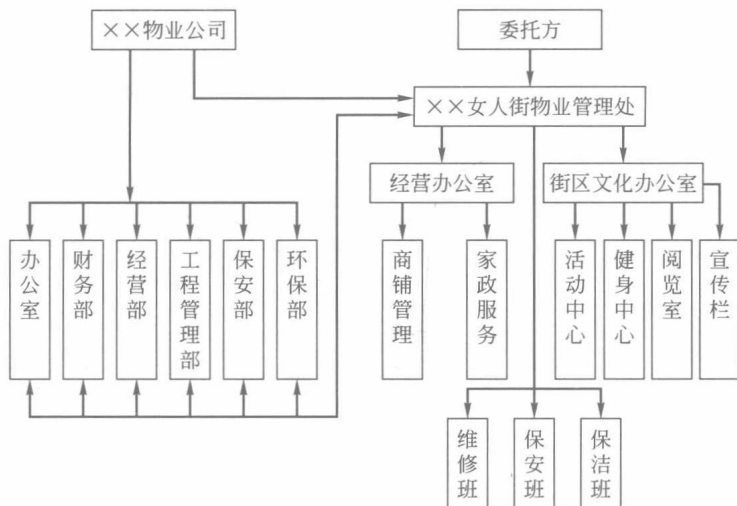 ××物业公司
委托方
××女人街物业管理处
经营办公室
街区文化办公室
办公室
财务部
经营部
工程管理部
保安部
环保部
商铺管理
家政服务
活动中心
健身中心
阅览室
宣传栏
维修班
保安班
保洁班